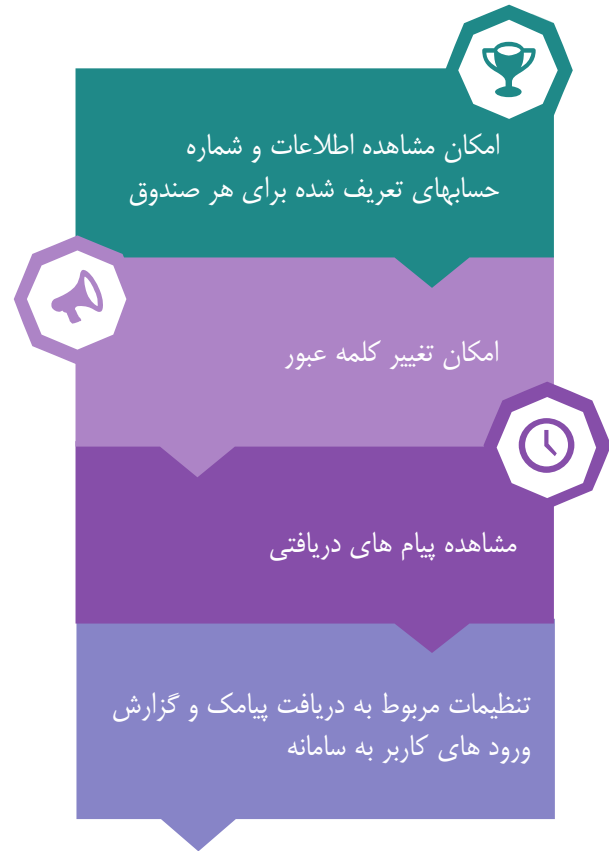 امکان مشاهده اطلاعات و شماره
حسابهای تعریف شده برای هر صندوق
امکان تغییر کلمه عبور
مشاهده پیام های دریافتی
تنظیمات مربوط به دریافت پیامک و گزارش
ورود های کاربر به سامانه